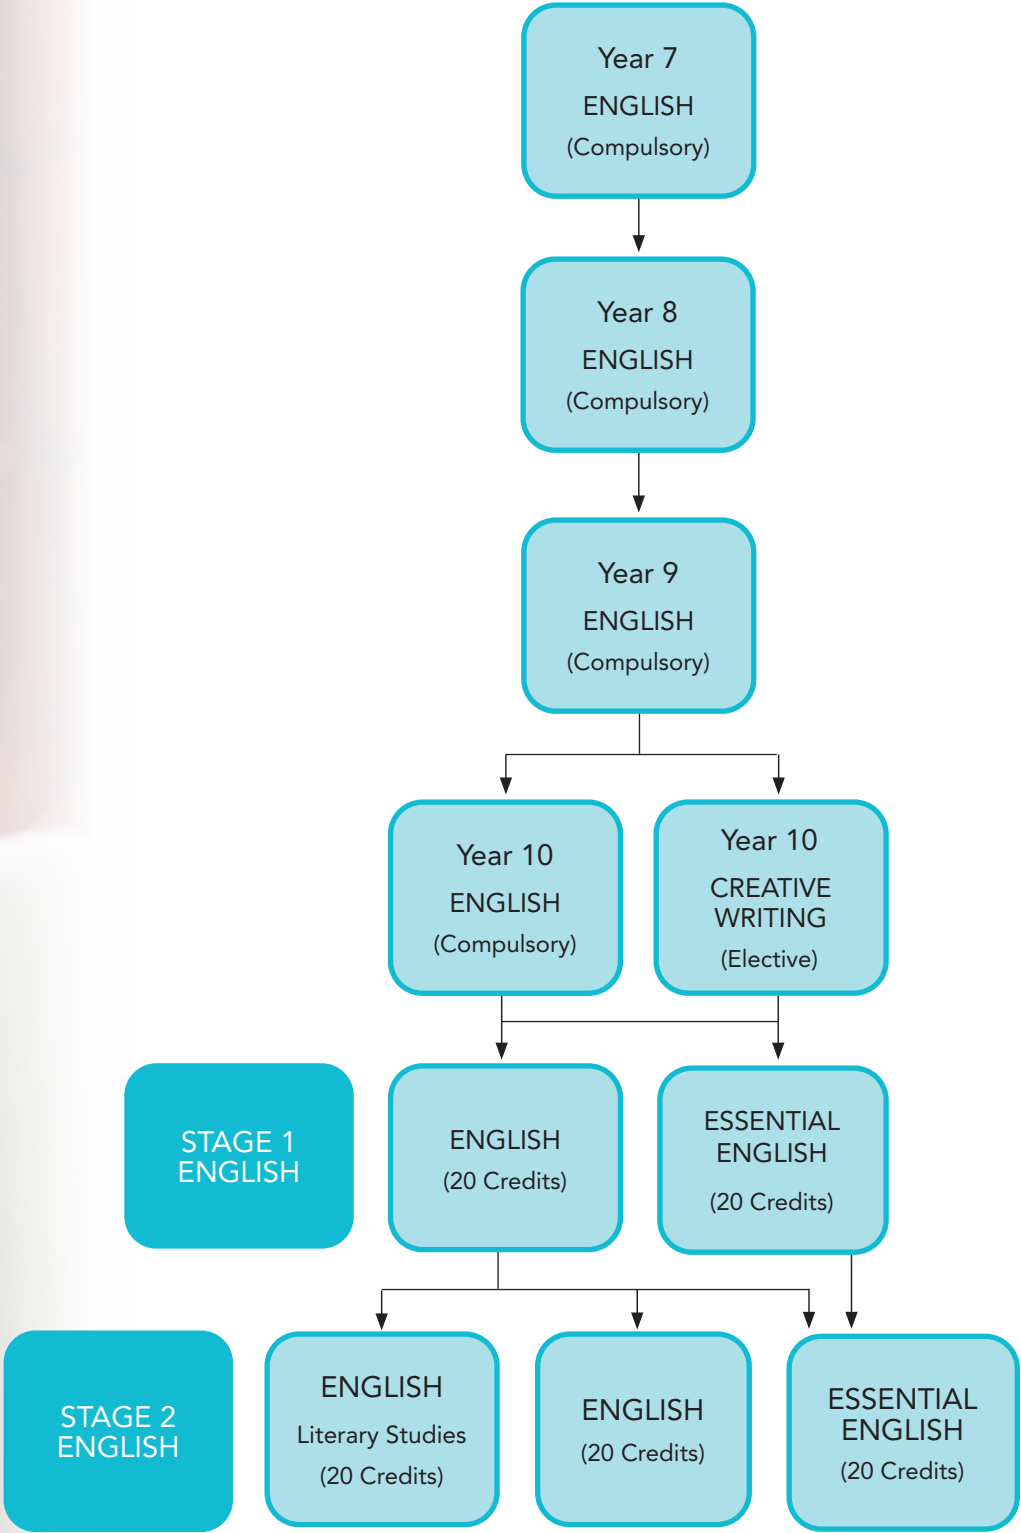 Year 7
ENGLISH
(Compulsory)
Year 8
ENGLISH
(Compulsory)
Year 9
ENGLISH
(Compulsory)
Year 10
ENGLISH
(Compulsory)
Year 10
CREATIVE
WRITING
(Elective)
STAGE 1
ENGLISH
ENGLISH
(20 Credits)
ESSENTIAL
ENGLISH
(20 Credits)
STAGE 2
ENGLISH
ENGLISH
Literary Studies
(20 Credits)
ENGLISH
(20 Credits)
ESSENTIAL
ENGLISH
(20 Credits)